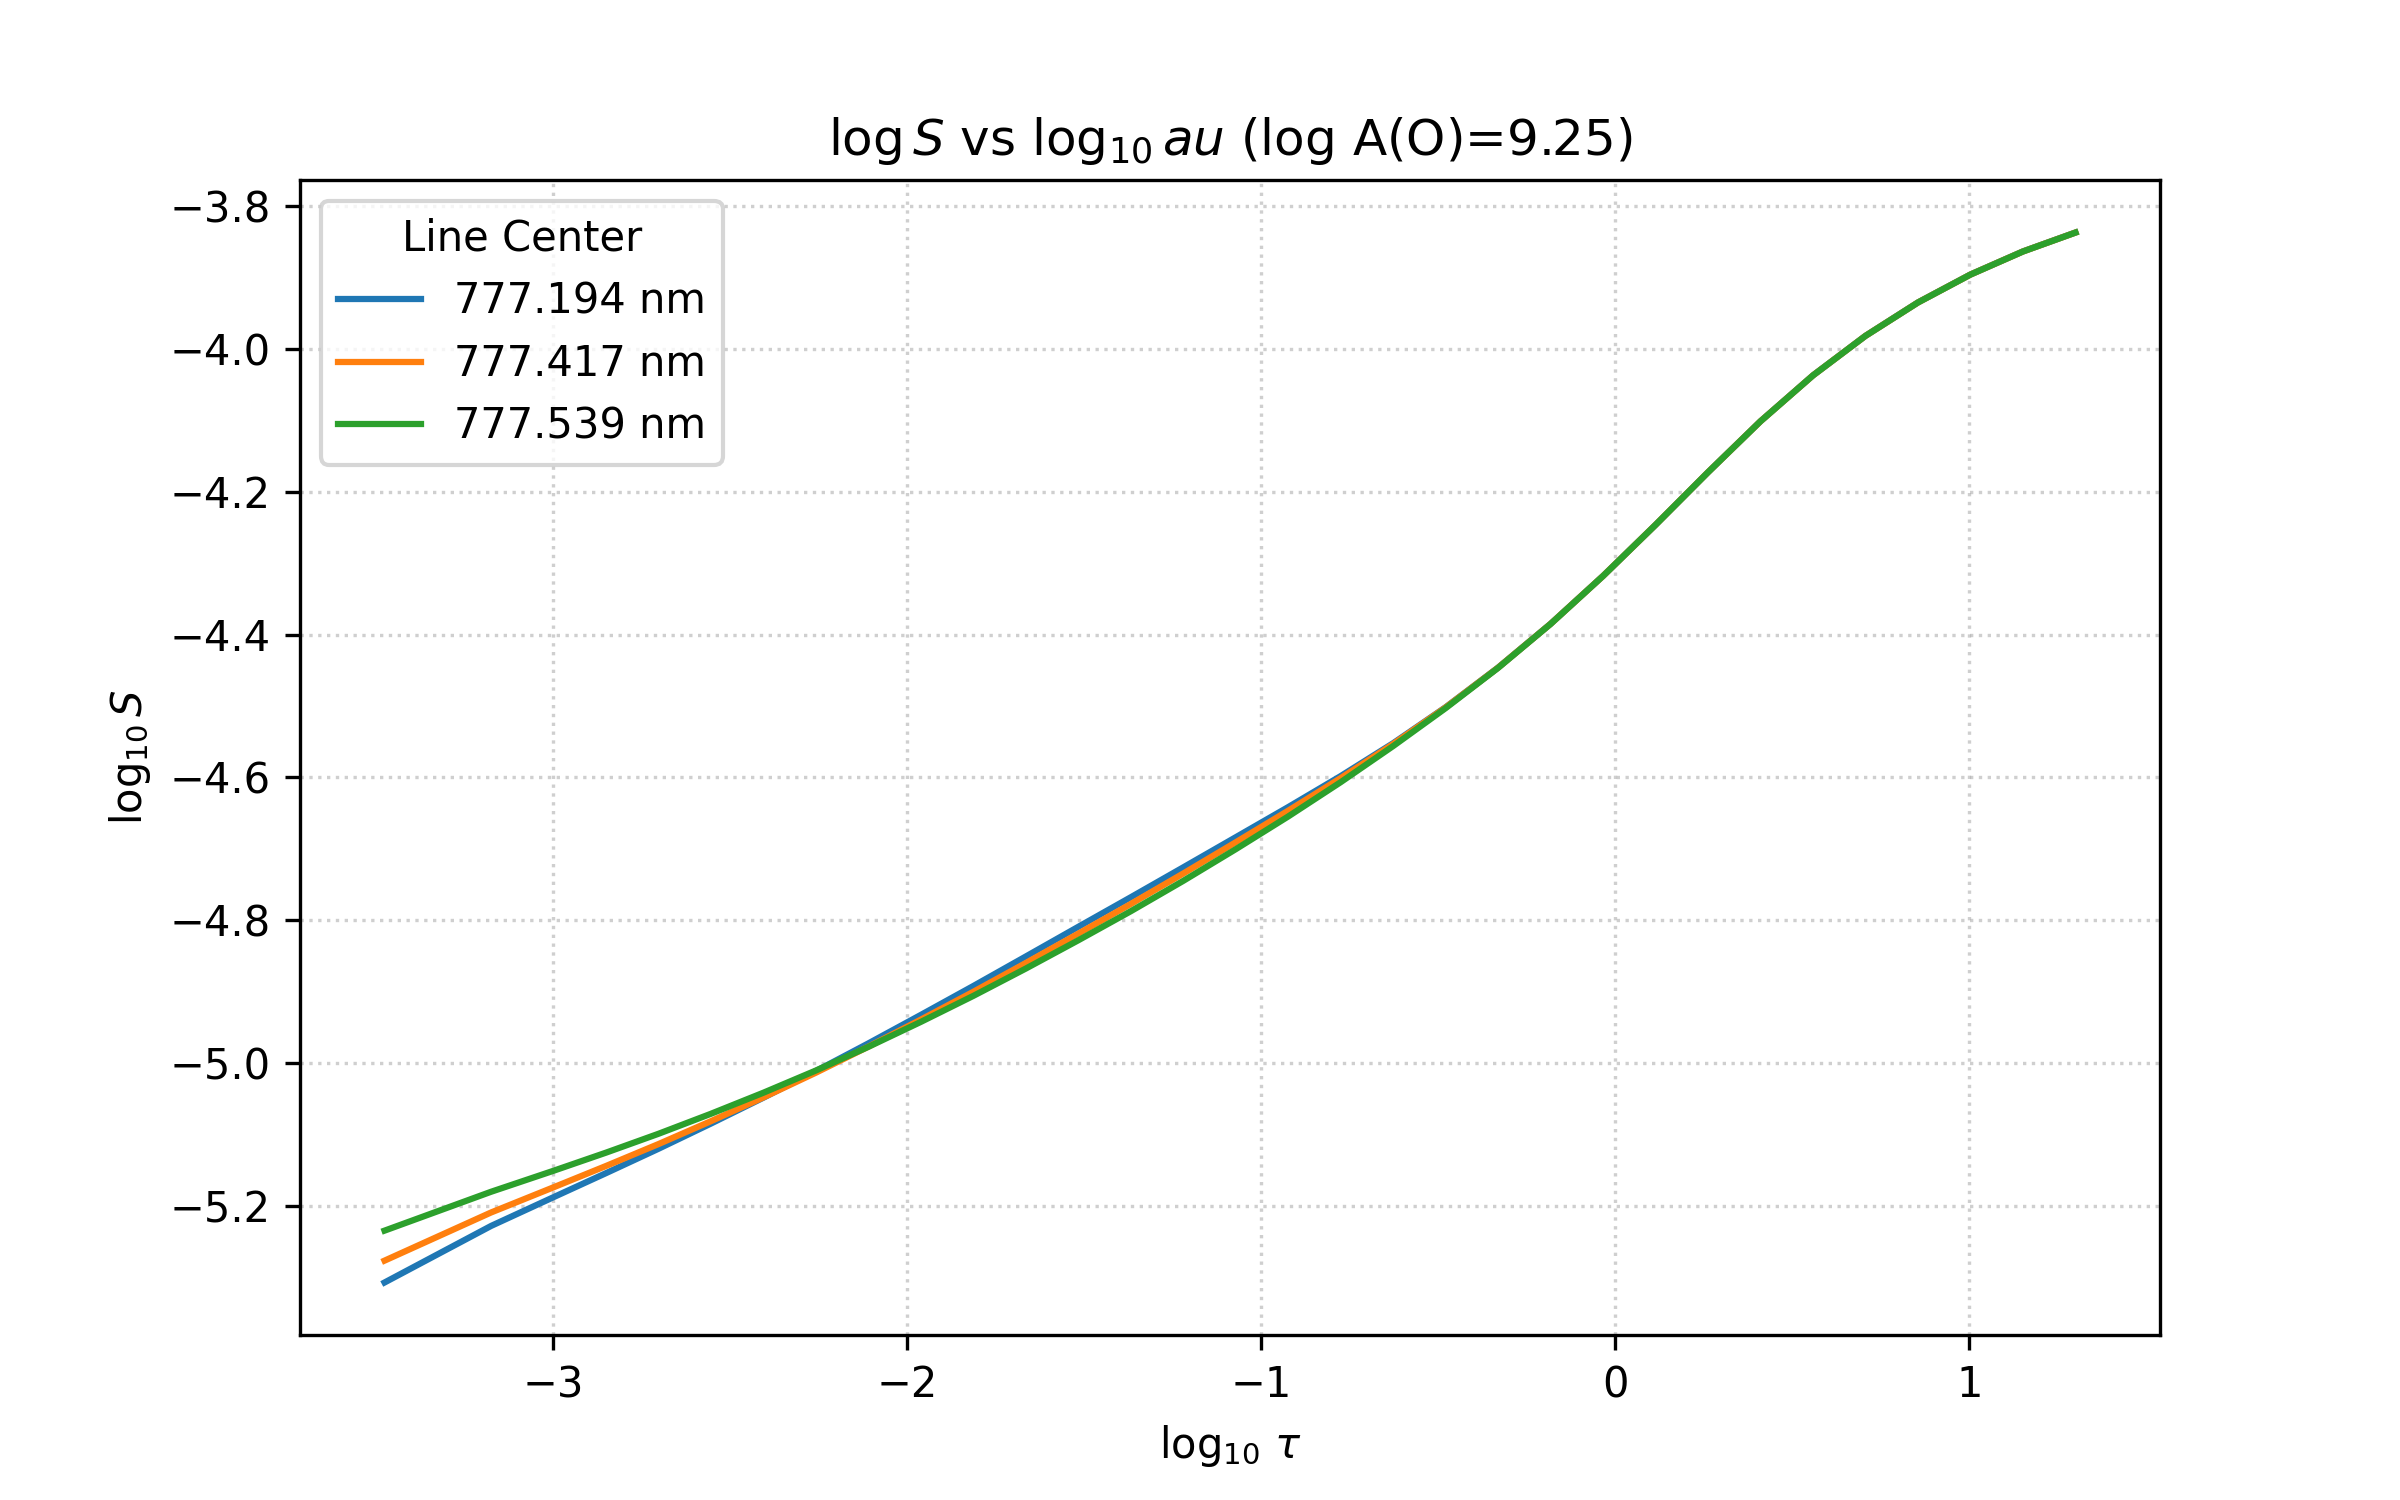 log S vs log₁₀ au (log A(O)=9.25)
Line Center
777.194 nm
777.417 nm
777.539 nm
−3.8
−4.0
−4.2
−4.4
−4.6
−4.8
−5.0
−5.2
log₁₀ S
−3
−2
−1
0
1
log₁₀ τ